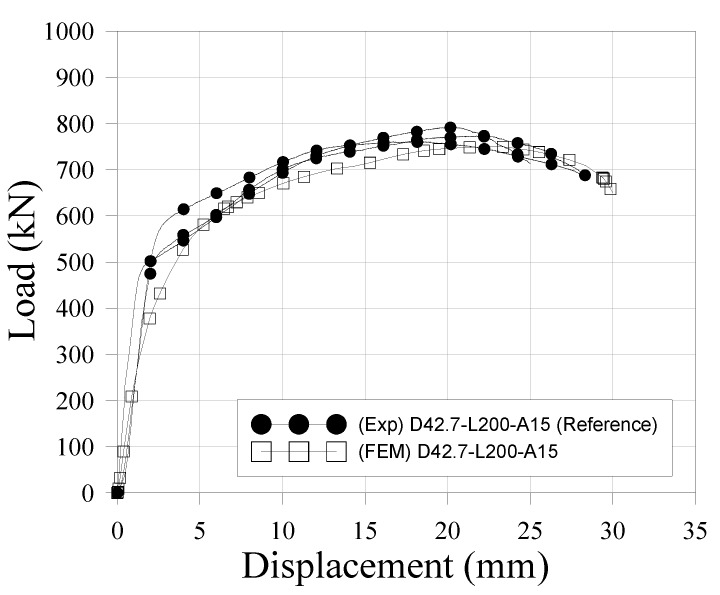 1000
900
800
700
600
500
400
300
200
100
0
Load (kN)
(Exp) D42.7-L200-A15 (Reference)
(FEM) D42.7-L200-A15
0 5 10 15 20 25 30 35
Displacement (mm)